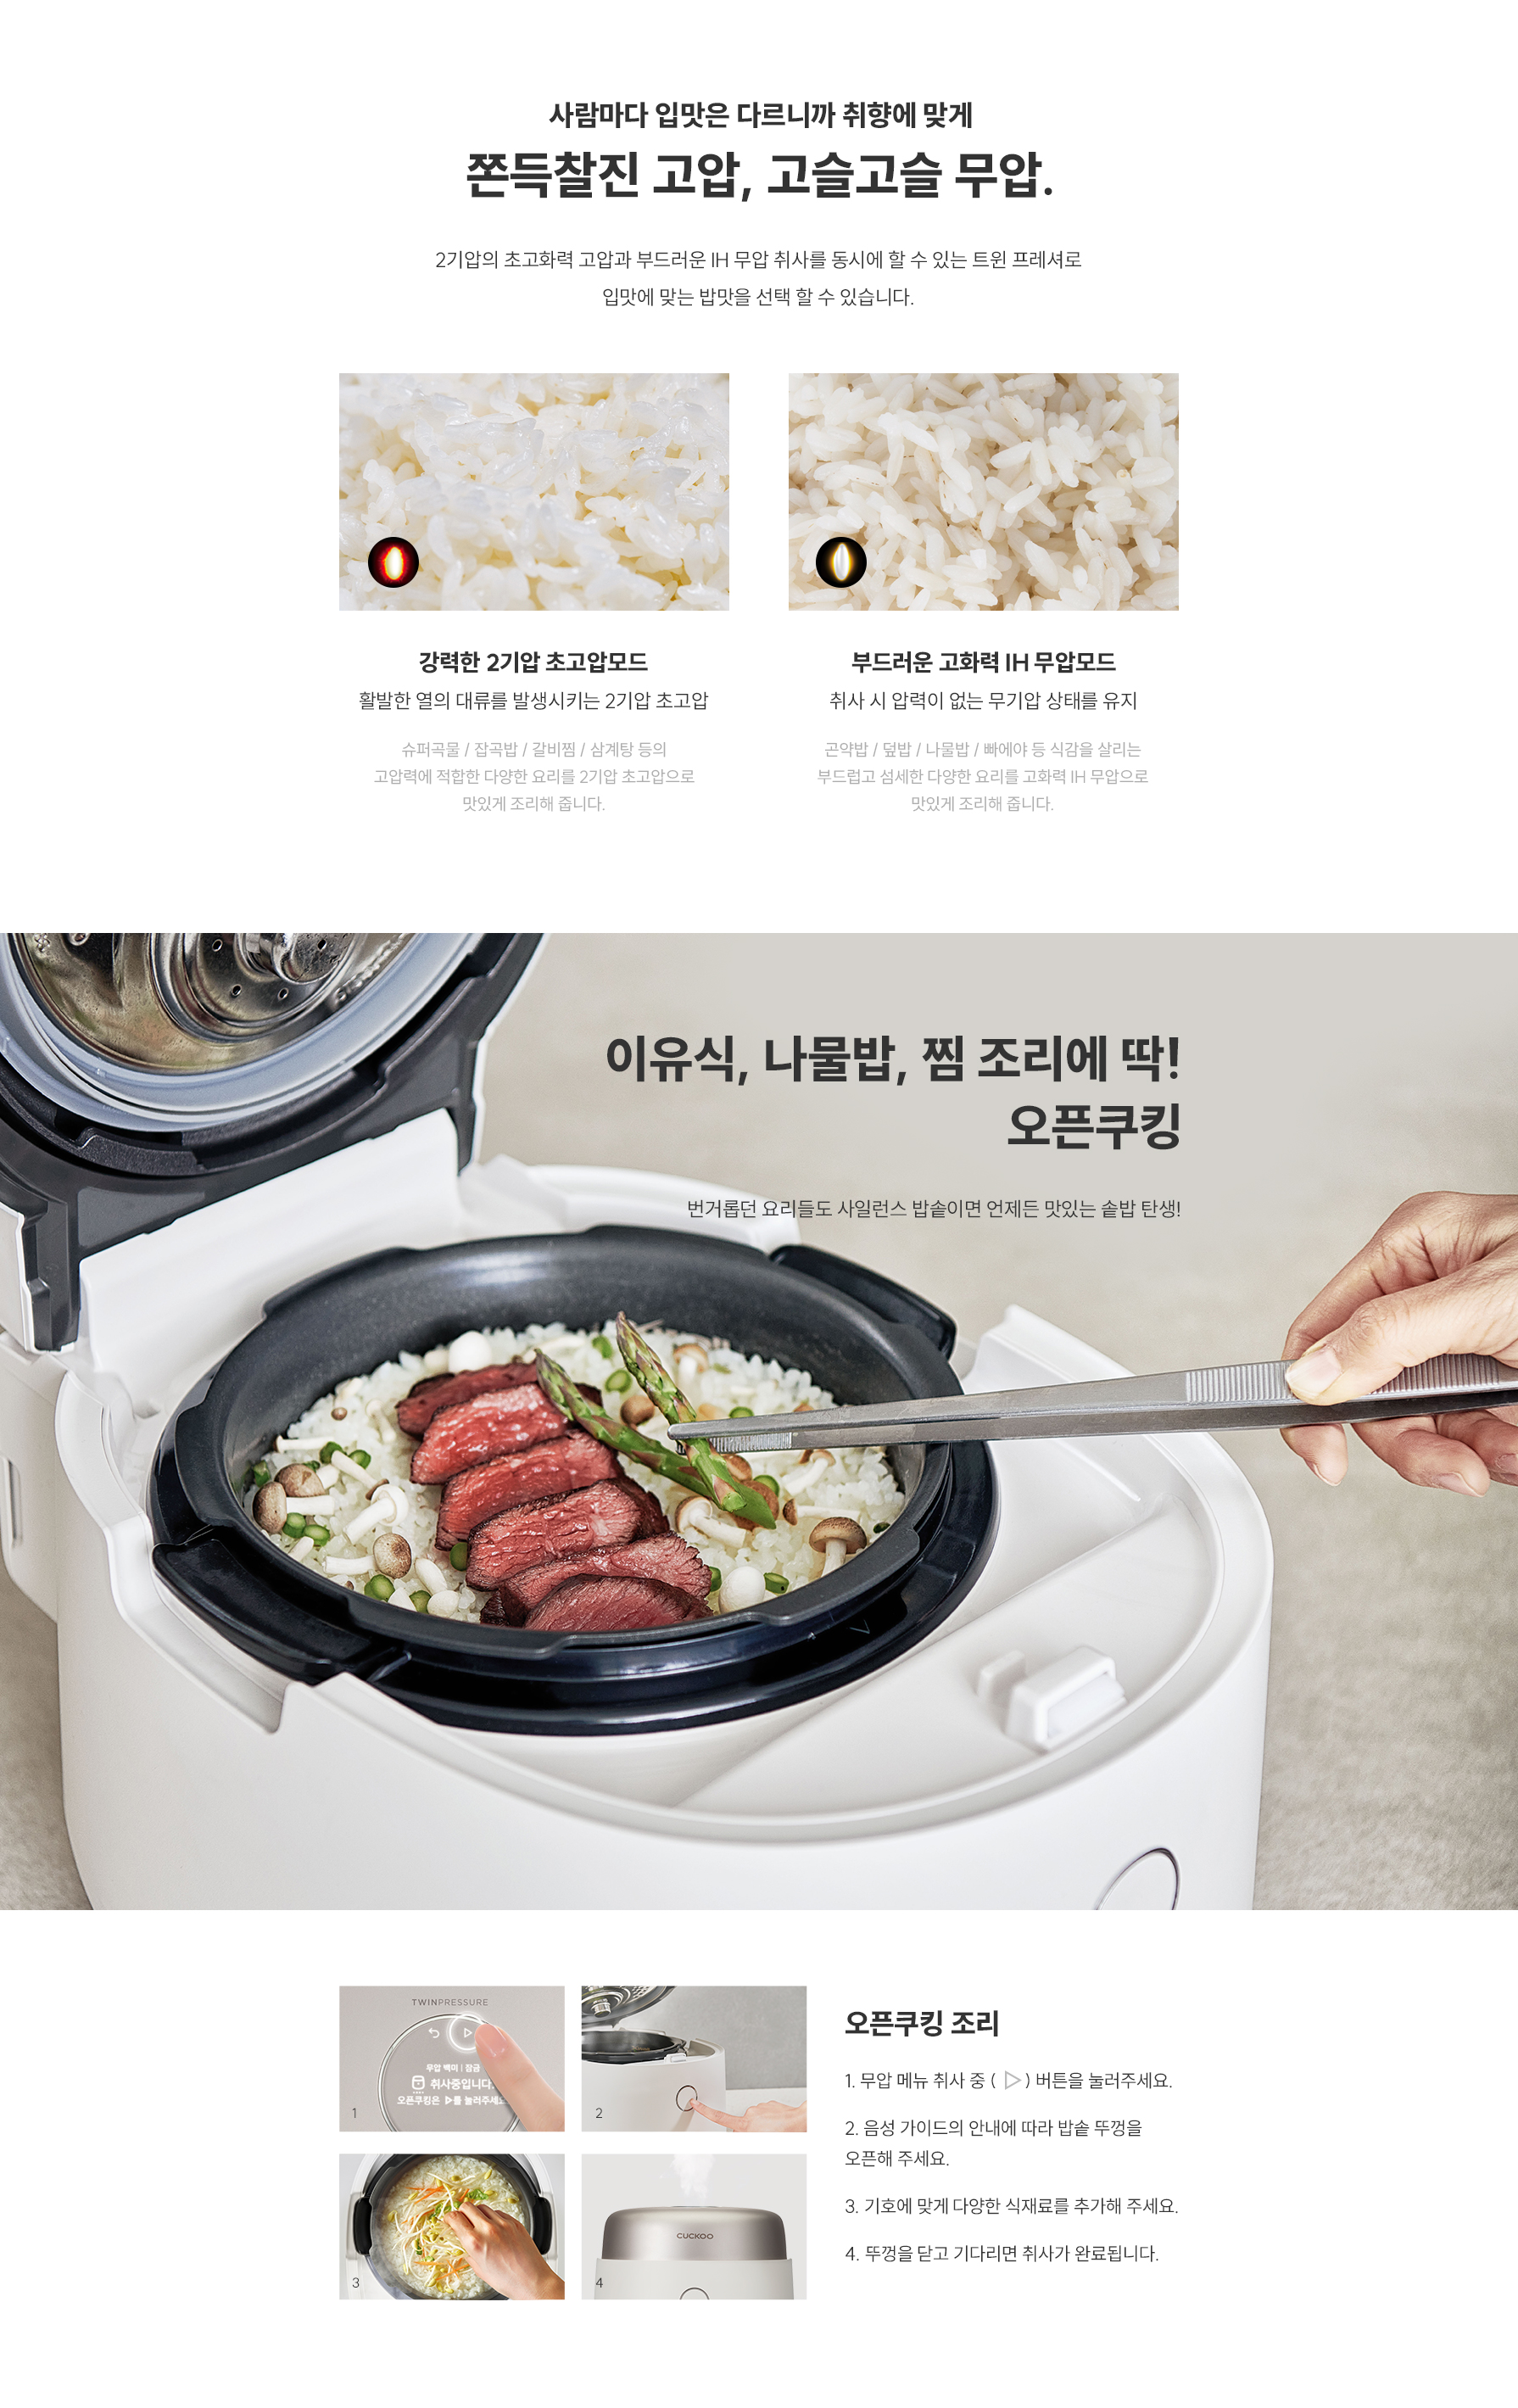 사람마다 입맛은 다르니까 취향에 맞게
쫀득찰진 고압, 고슬고슬 무압.
2기압의 초고화력 고압과 부드러운 IH 무압 취사를 동시에 할 수 있는 트윈 프레셔로
입맛에 맞는 밥맛을 선택 할 수 있습니다.
강력한 2기압 초고압모드
활발한 열의 대류를 발생시키는 2기압 초고압
슈퍼곡물 / 잡곡밥 / 갈비찜 / 삼계탕 등의
고압력에 적합한 다양한 요리를 2기압 초고압으로
맛있게 조리해 줍니다.
부드러운 고화력 IH 무압모드
취사 시 압력이 없는 무기압 상태를 유지
곤약밥 / 덮밥 / 나물밥 / 빠에야 등 식감을 살리는
부드럽고 섬세한 다양한 요리를 고화력 IH 무압으로
맛있게 조리해 줍니다.
이유식, 나물밥, 찜 조리에 딱!
오픈쿠킹
번거롭던 요리들도 사일런스 밥솥이면 언제든 맛있는 솥밥 탄생!
TWINPRESSURE
무압 백미 | 잠금
취사중입니다.
오픈쿠킹은 ▷를 눌러주세요
1
2
3
CUCKOO
4
오픈쿠킹 조리
1. 무압 메뉴 취사 중 ( ▷ ) 버튼을 눌러주세요.
2. 음성 가이드의 안내에 따라 밥솥 뚜껑을
오픈해 주세요.
3. 기호에 맞게 다양한 식재료를 추가해 주세요.
4. 뚜껑을 닫고 기다리면 취사가 완료됩니다.